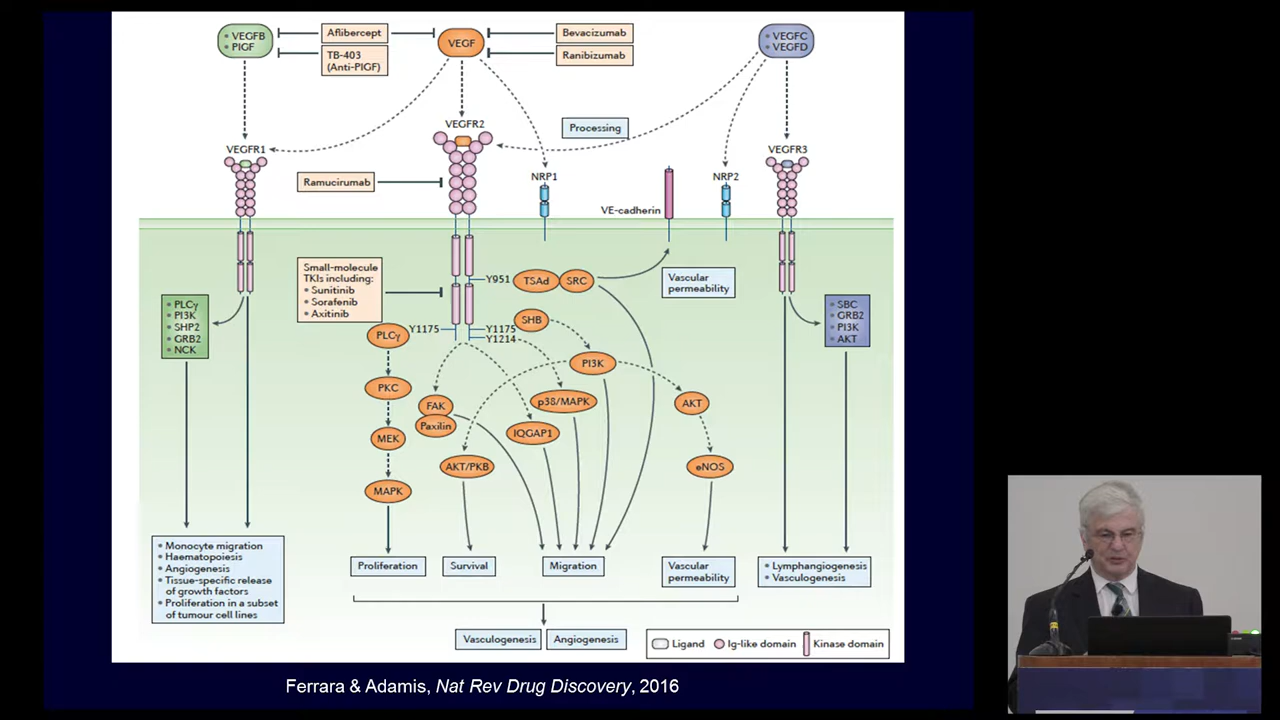 VEGFB
PlGF
Aflibercept
TB-403
(Anti-PlGF)
VEGF
Bevacizumab
Ranibizumab
VEGFC
VEGFD
VEGFR2
Processing
VEGFR1
VEGFR3
Ramucirumab
NRP1
NRP2
VE-cadherin
Small-molecule
TKIs including:
Sunitinib
Sorafenib
Axitinib
Y951
TSAd
SRC
Vascular
permeability
PLCγ
PI3K
SHP2
GRB2
NCK
PLCγ
Y1175
Y1175
Y1214
SHB
SBC
GRB2
PI3K
AKT
PI3K
PKC
FAK
Paxilin
p38/MAPK
AKT
IQGAP1
MEK
AKT/PKB
eNOS
MAPK
Monocyte migration
Haematopoiesis
Angiogenesis
Tissue-specific release
of growth factors
Proliferation in a subset
of tumour cell lines
Proliferation
Survival
Migration
Vascular
permeability
Lymphangiogenesis
Vasculogenesis
Vasculogenesis
Angiogenesis
Ligand
Ig-like domain
Kinase domain
Ferrara & Adamis, Nat Rev Drug Discovery, 2016